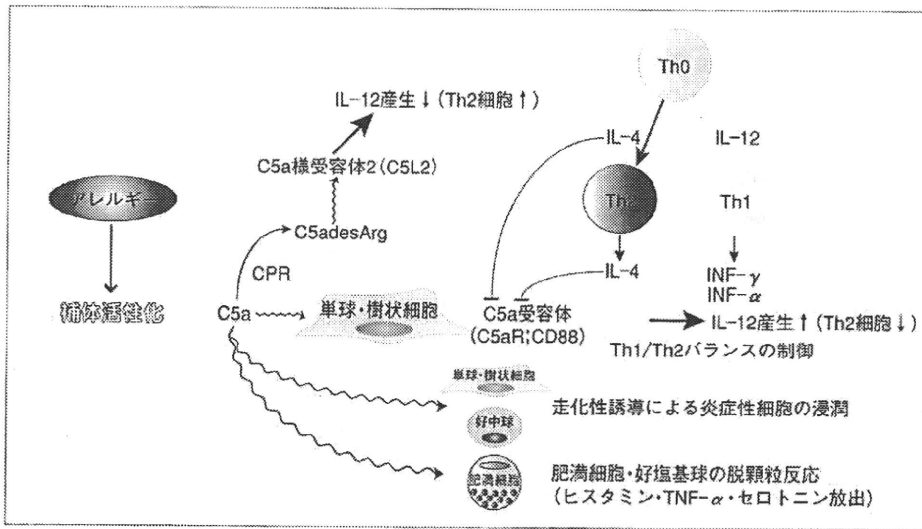 Th0
IL-12産生↓(Th2細胞↑)
IL-4
IL-12
C5a様受容体2(C5L2)
アレルギー
Th2
Th1
C5adesArg
CPR
IL-4
INF-γ
INF-α
補体活性化
C5a
単球・樹状細胞
C5a受容体
(C5aR;CD88)
IL-12産生↑(Th2細胞↓)
Th1/Th2バランスの制御
単球・樹状細胞
走化性誘導による炎症性細胞の浸潤
好中球
肥満細胞
肥満細胞・好塩基球の脱顆粒反応
(ヒスタミン・TNF-α・セロトニン放出)